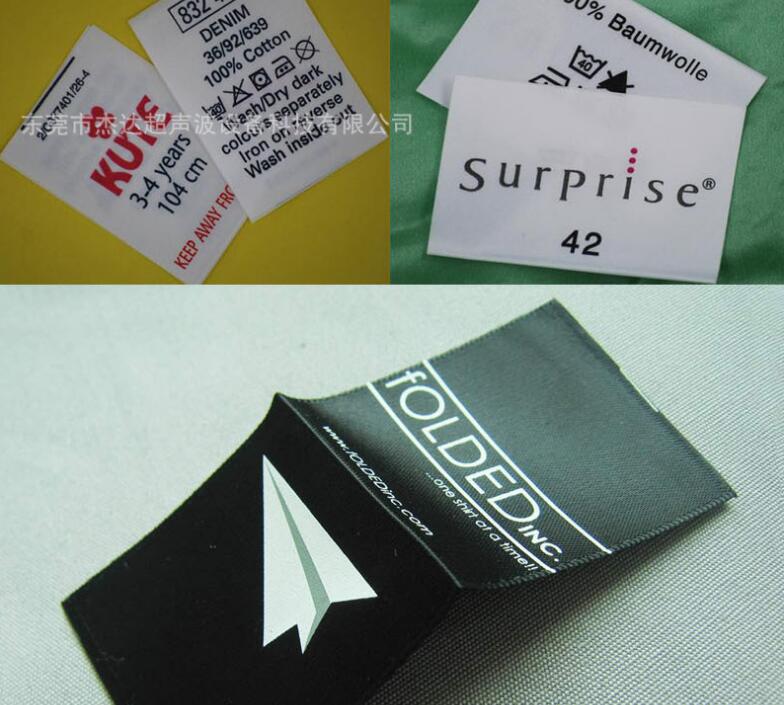 832
DENIM
36/92/639
100% Cotton
Wash/Dry dark
colours separately
Iron on reverse
Wash inside out
KUTE
3-4 years
104 cm
KEEP AWAY
东莞市杰达超声波设备科技有限公司
% Baumwolle
40
surprise®
42
fOLDED INC.
...one shirt at a time!!
www.fOLDEDinc.com